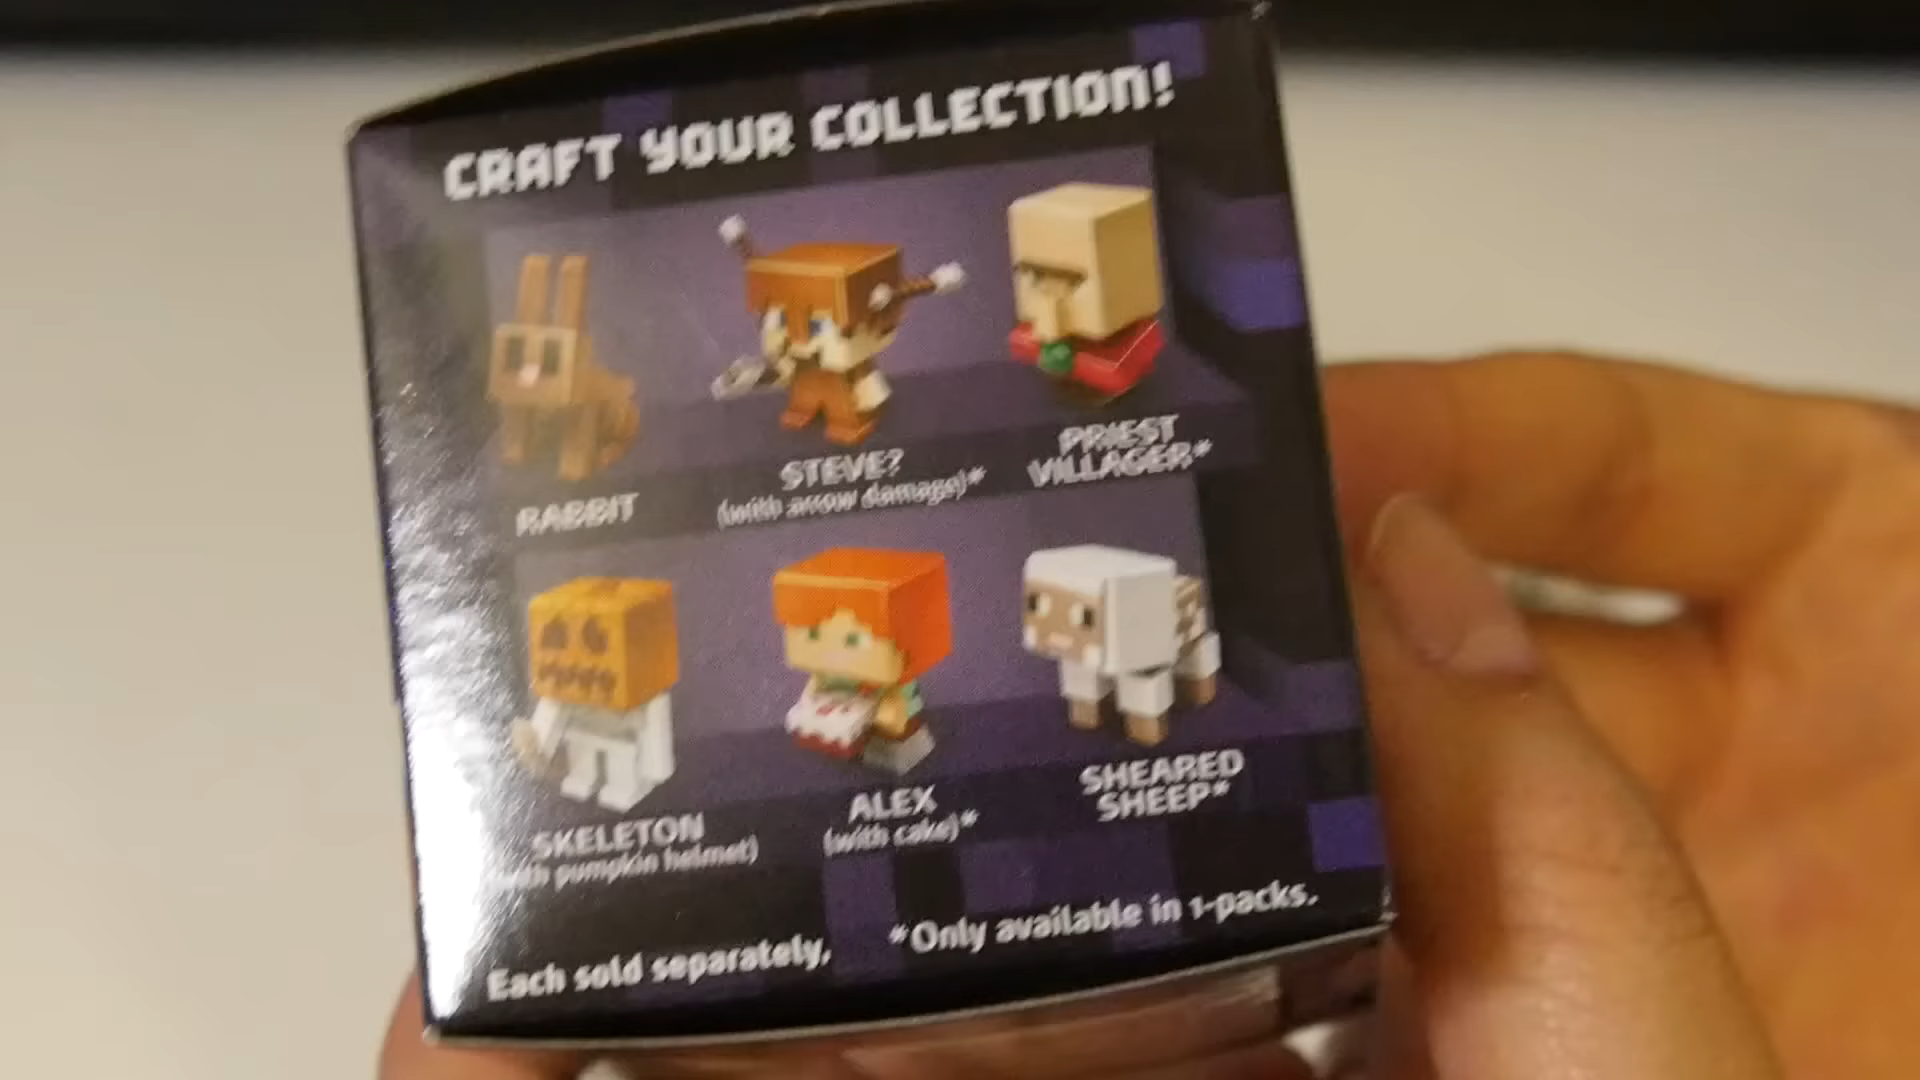 CRAFT YOUR COLLECTION!
RABBIT
STEVE?
(with arrow damage)*
PRIEST
VILLAGER*
SKELETON
(with pumpkin helmet)
ALEX
(with cake)*
SHEARED
SHEEP*
Each sold separately,
*Only available in 1-packs.